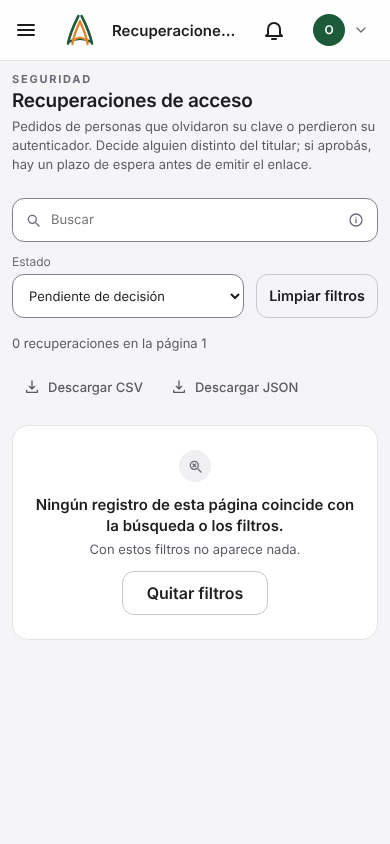 Recuperacione...
O
SEGURIDAD
Recuperaciones de acceso
Pedidos de personas que olvidaron su clave o perdieron su
autenticador. Decide alguien distinto del titular; si aprobás,
hay un plazo de espera antes de emitir el enlace.
Buscar
Estado
Pendiente de decisión
Limpiar filtros
0 recuperaciones en la página 1
Descargar CSV
Descargar JSON
Ningún registro de esta página coincide con
la búsqueda o los filtros.
Con estos filtros no aparece nada.
Quitar filtros